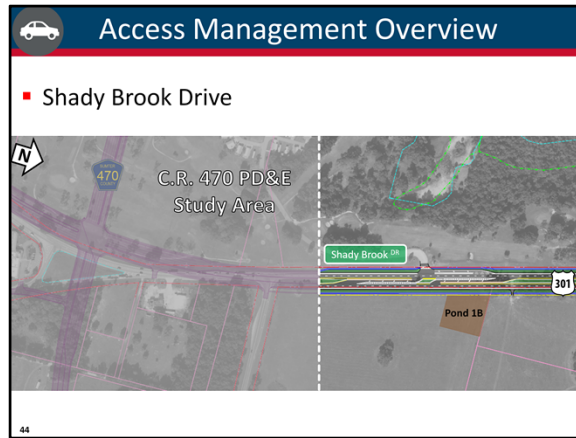 Access Management Overview
Shady Brook Drive
N
470
C.R. 470 PD&E
Study Area
Shady Brook DR
301
Pond 1B
44